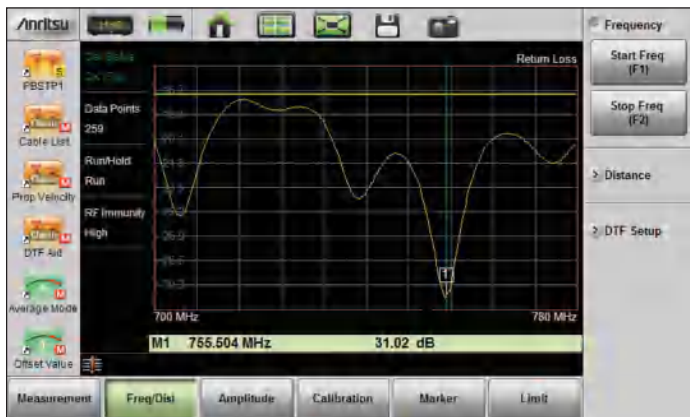 Anritsu
Frequency
Start Freq
(F1)
Stop Freq
(F2)
Distance
DTF Setup
PBSTP1
Cable List
Prop Velocity
DTF Aid
Average Mode
Offset Value
Return Loss
Data Points
259
Run/Hold
Run
RF Immunity
High
1
700 MHz
780 MHz
M1 755.504 MHz 31.02 dB
Measurement
Freq/Dist
Amplitude
Calibration
Marker
Limit